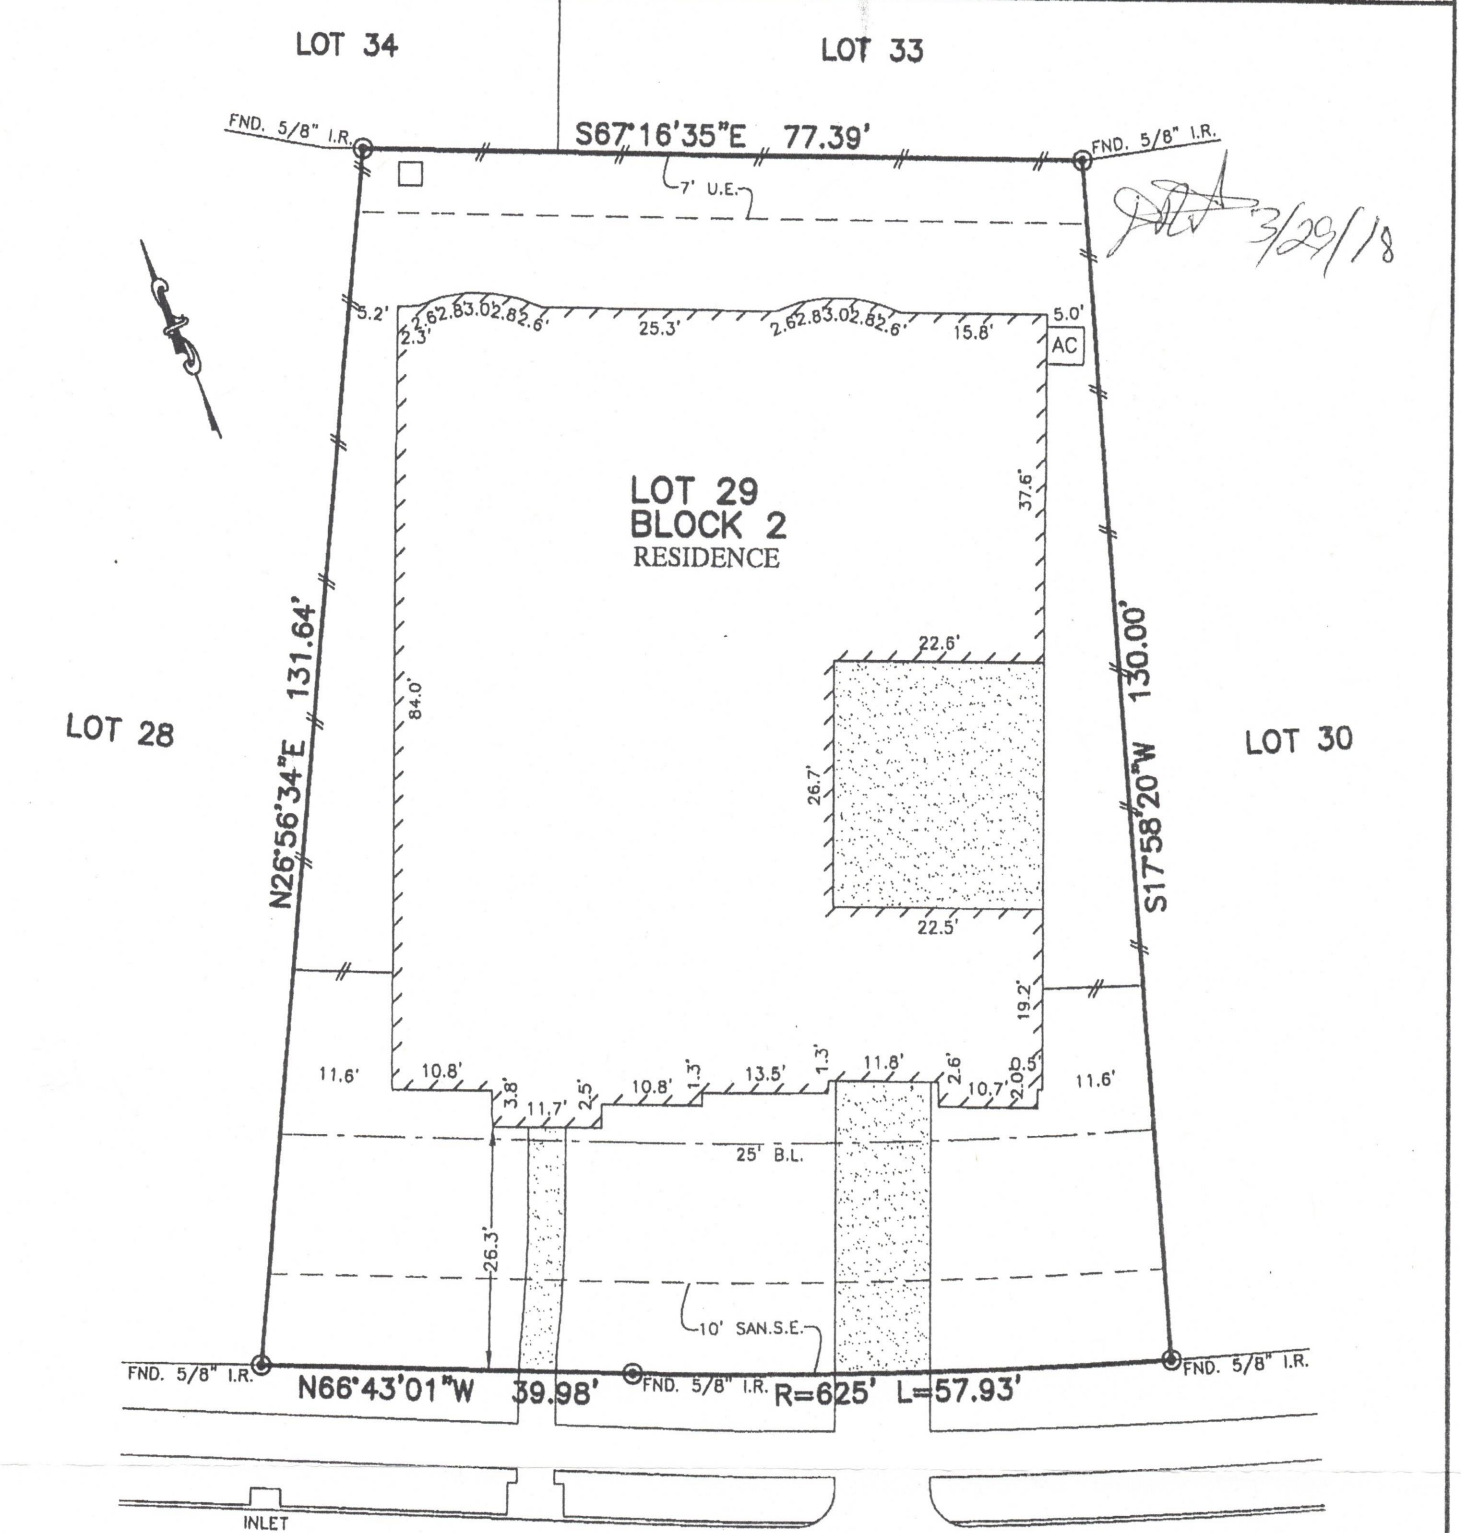 LOT 34
LOT 33
FND. 5/8" I.R.
S67°16'35"E 77.39'
FND. 5/8" I.R.
7' U.E.
3/29/18
5.2'
2.3'
2.6'
2.8'
3.0'
2.8'
2.6'
25.3'
2.6'
2.8'
3.0'
2.8'
2.6'
15.8'
5.0'
AC
LOT 29
BLOCK 2
RESIDENCE
37.6'
22.6'
N26°56'34"E 131.64'
84.0'
S17°58'20"W 130.00'
LOT 28
LOT 30
26.7'
22.5'
19.2'
11.6'
10.8'
3.8'
11.7'
2.5'
10.8'
1.3'
13.5'
1.3'
11.8'
2.6'
10.7'
2.0'
0.5'
11.6'
25' B.L.
26.3'
10' SAN.S.E.
FND. 5/8" I.R.
N66°43'01"W 39.98'
FND. 5/8" I.R.
R=625' L=57.93'
FND. 5/8" I.R.
INLET